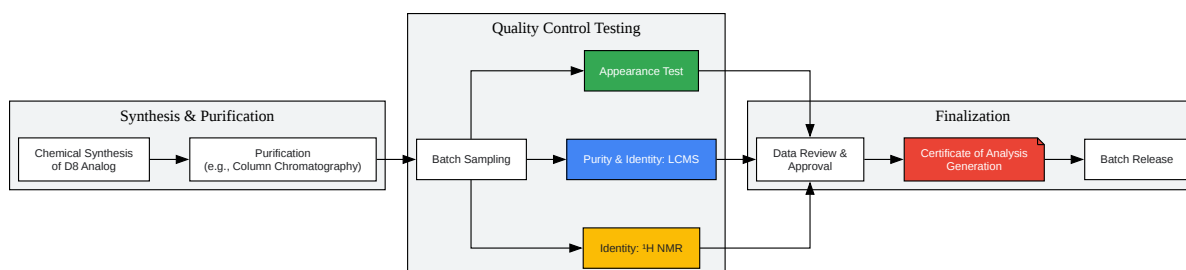 Synthesis & Purification
Chemical Synthesis
of D8 Analog
Purification
(e.g., Column Chromatography)
Quality Control Testing
Batch Sampling
Appearance Test
Purity & Identity: LCMS
Identity: ¹H NMR
Finalization
Data Review &
Approval
Certificate of Analysis
Generation
Batch Release